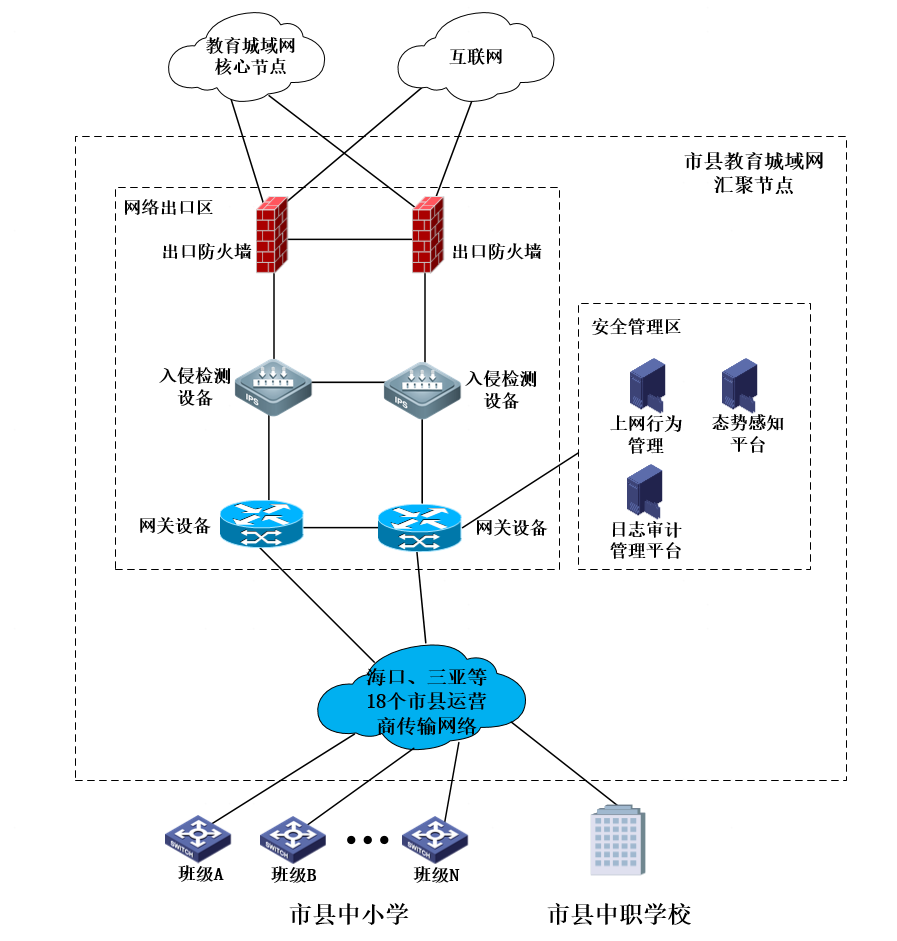 教育城域网
核心节点
互联网
市县教育城域网
汇聚节点
网络出口区
出口防火墙
出口防火墙
安全管理区
入侵检测
设备
IPS
IPS
入侵检测
设备
上网行为
管理
态势感知
平台
网关设备
网关设备
日志审计
管理平台
海口、三亚等
18个市县运营
商传输网络
SWITCH
SWITCH
SWITCH
班级A
班级B
班级N
市县中小学
市县中职学校